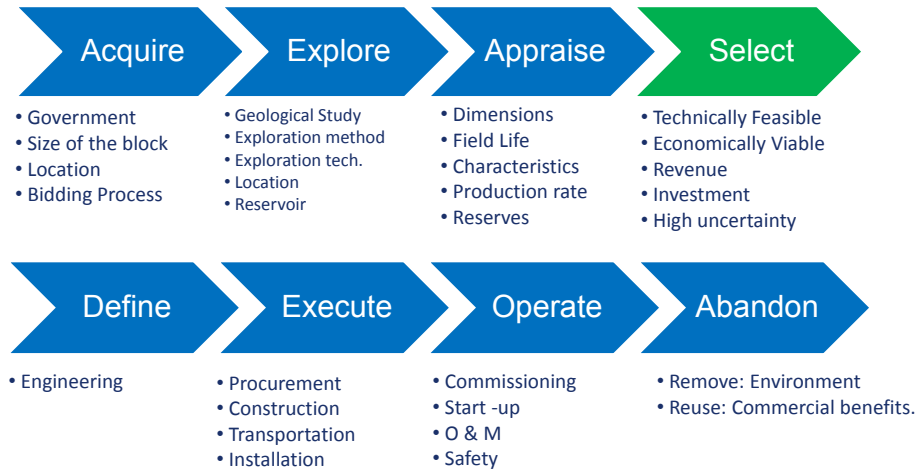 Acquire
Explore
Appraise
Select
• Government
• Size of the block
• Location
• Bidding Process
• Geological Study
• Exploration method
• Exploration tech.
• Location
• Reservoir
• Dimensions
• Field Life
• Characteristics
• Production rate
• Reserves
• Technically Feasible
• Economically Viable
• Revenue
• Investment
• High uncertainty
Define
Execute
Operate
Abandon
• Engineering
• Procurement
• Construction
• Transportation
• Installation
• Commissioning
• Start -up
• O & M
• Safety
• Remove: Environment
• Reuse: Commercial benefits.